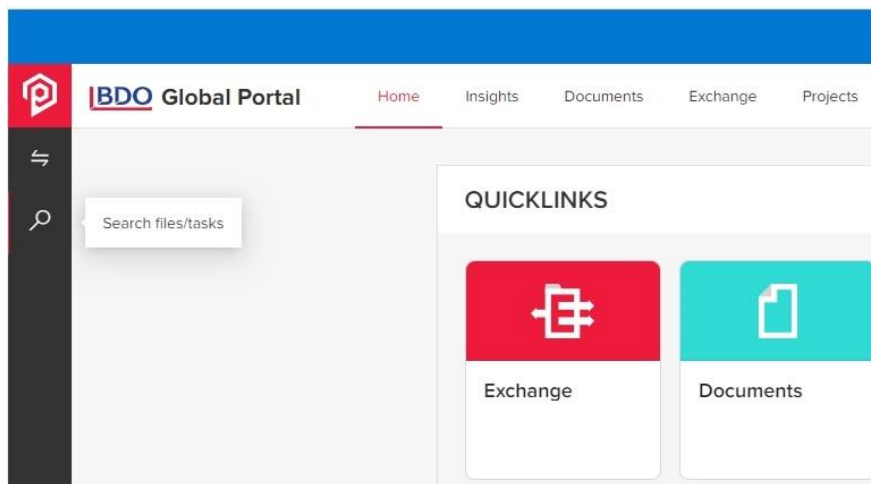 BDO Global Portal
Home Insights Documents Exchange Projects
Search files/tasks
QUICKLINKS
Exchange
Documents